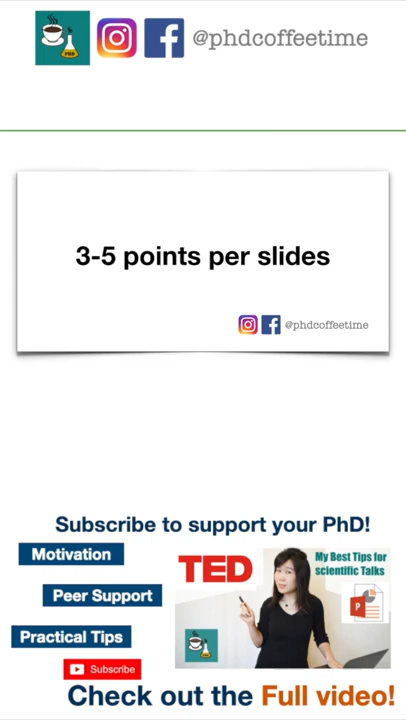 PHD
@phdcoffeetime
3-5 points per slides
@phdcoffeetime
Subscribe to support your PhD!
Motivation
Peer Support
Practical Tips
Subscribe
TED
My Best Tips for
scientific Talks
P
Check out the Full video!